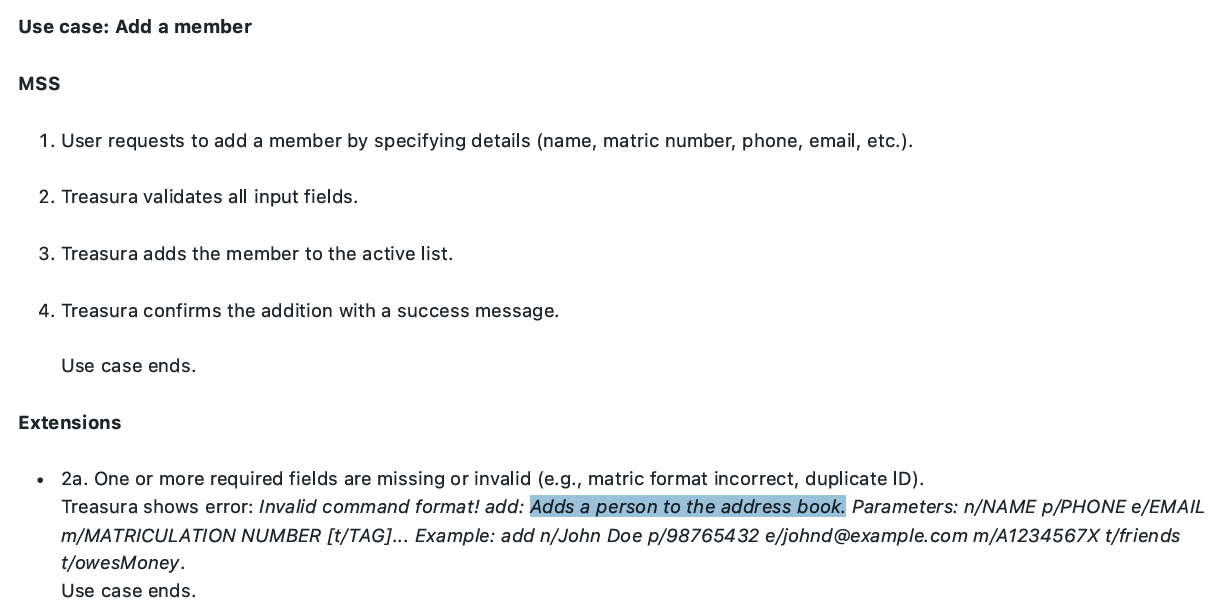 Use case: Add a member
MSS
1. User requests to add a member by specifying details (name, matric number, phone, email, etc.).
2. Treasura validates all input fields.
3. Treasura adds the member to the active list.
4. Treasura confirms the addition with a success message.
Use case ends.
Extensions
• 2a. One or more required fields are missing or invalid (e.g., matric format incorrect, duplicate ID).
Treasura shows error: Invalid command format! add: Adds a person to the address book. Parameters: n/NAME p/PHONE e/EMAIL
m/MATRICULATION NUMBER [t/TAG]... Example: add n/John Doe p/98765432 e/johnd@example.com m/A1234567X t/friends
t/owesMoney.
Use case ends.